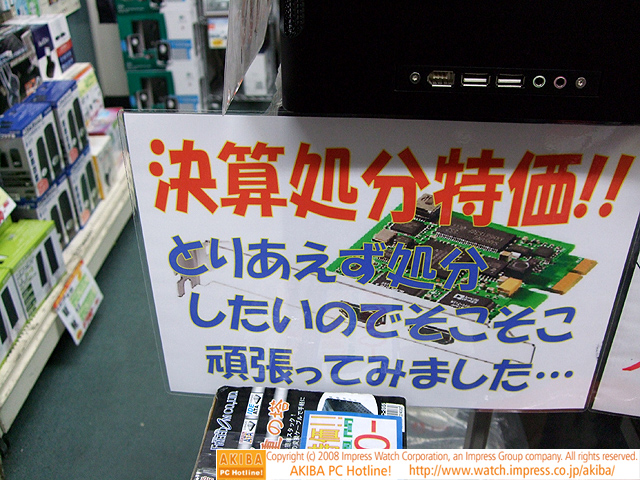 決算処分特価!!
とりあえず処分
したいのでそこそこ
頑張ってみました…
の塔
AKIBA
PC Hotline!
Copyright (c) 2008 Impress Watch Corporation, an Impress Group company. All rights reserved.
AKIBA PC Hotline! http://www.watch.impress.co.jp/akiba/